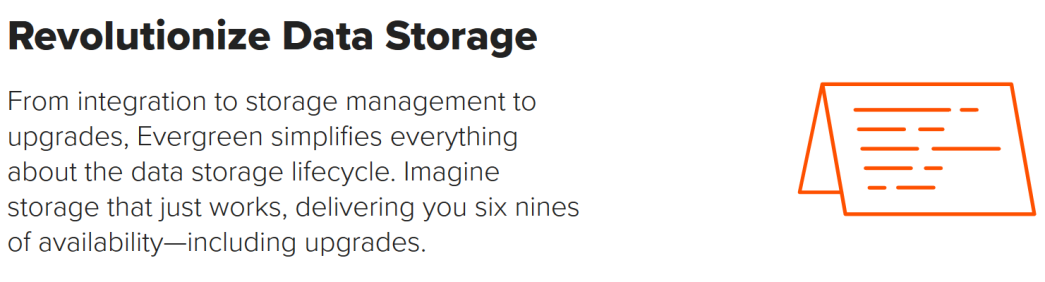 Revolutionize Data Storage
From integration to storage management to
upgrades, Evergreen simplifies everything
about the data storage lifecycle. Imagine
storage that just works, delivering you six nines
of availability—including upgrades.